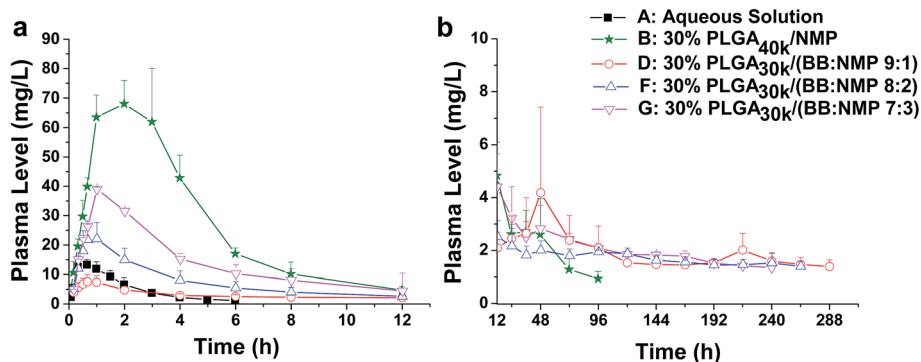 a
Plasma Level (mg/L)
90
80
70
60
50
40
30
20
10
0
0 2 4 6 8 10 12
Time (h)
b
A: Aqueous Solution
B: 30% PLGA40k/NMP
D: 30% PLGA30k/(BB:NMP 9:1)
F: 30% PLGA30k/(BB:NMP 8:2)
G: 30% PLGA30k/(BB:NMP 7:3)
Plasma Level (mg/L)
10
8
6
4
2
0
12 48 96 144 192 240 288
Time (h)